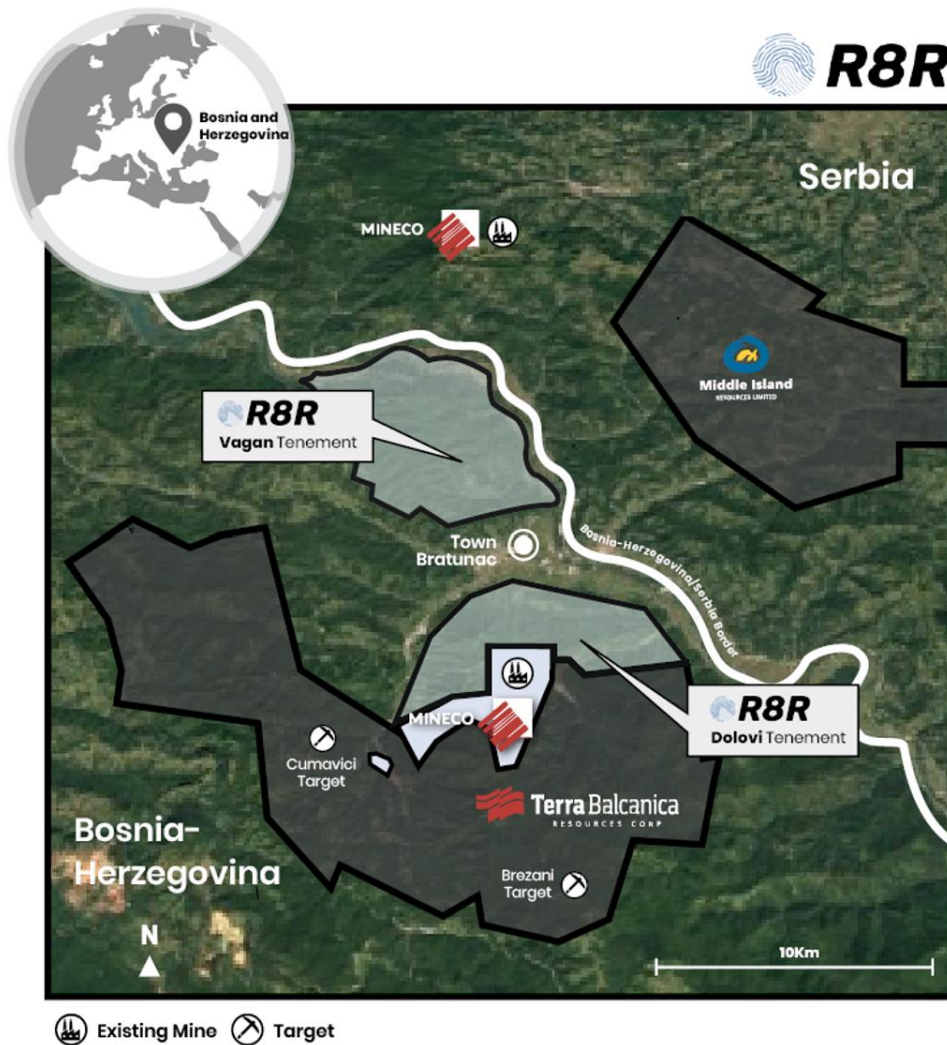 R8R
Bosnia and
Herzegovina
Serbia
MINECO
Middle Island
RESOURCES LIMITED
R8R
Vagan Tenement
Town
Bratunac
Bosnia-Herzegovina/Serbia Border
MINECO
R8R
Dolovi Tenement
Cumavici
Target
Terra Balcanica
RESOURCES CORP
Bosnia-
Herzegovina
Brezani
Target
N
10Km
Existing Mine
Target